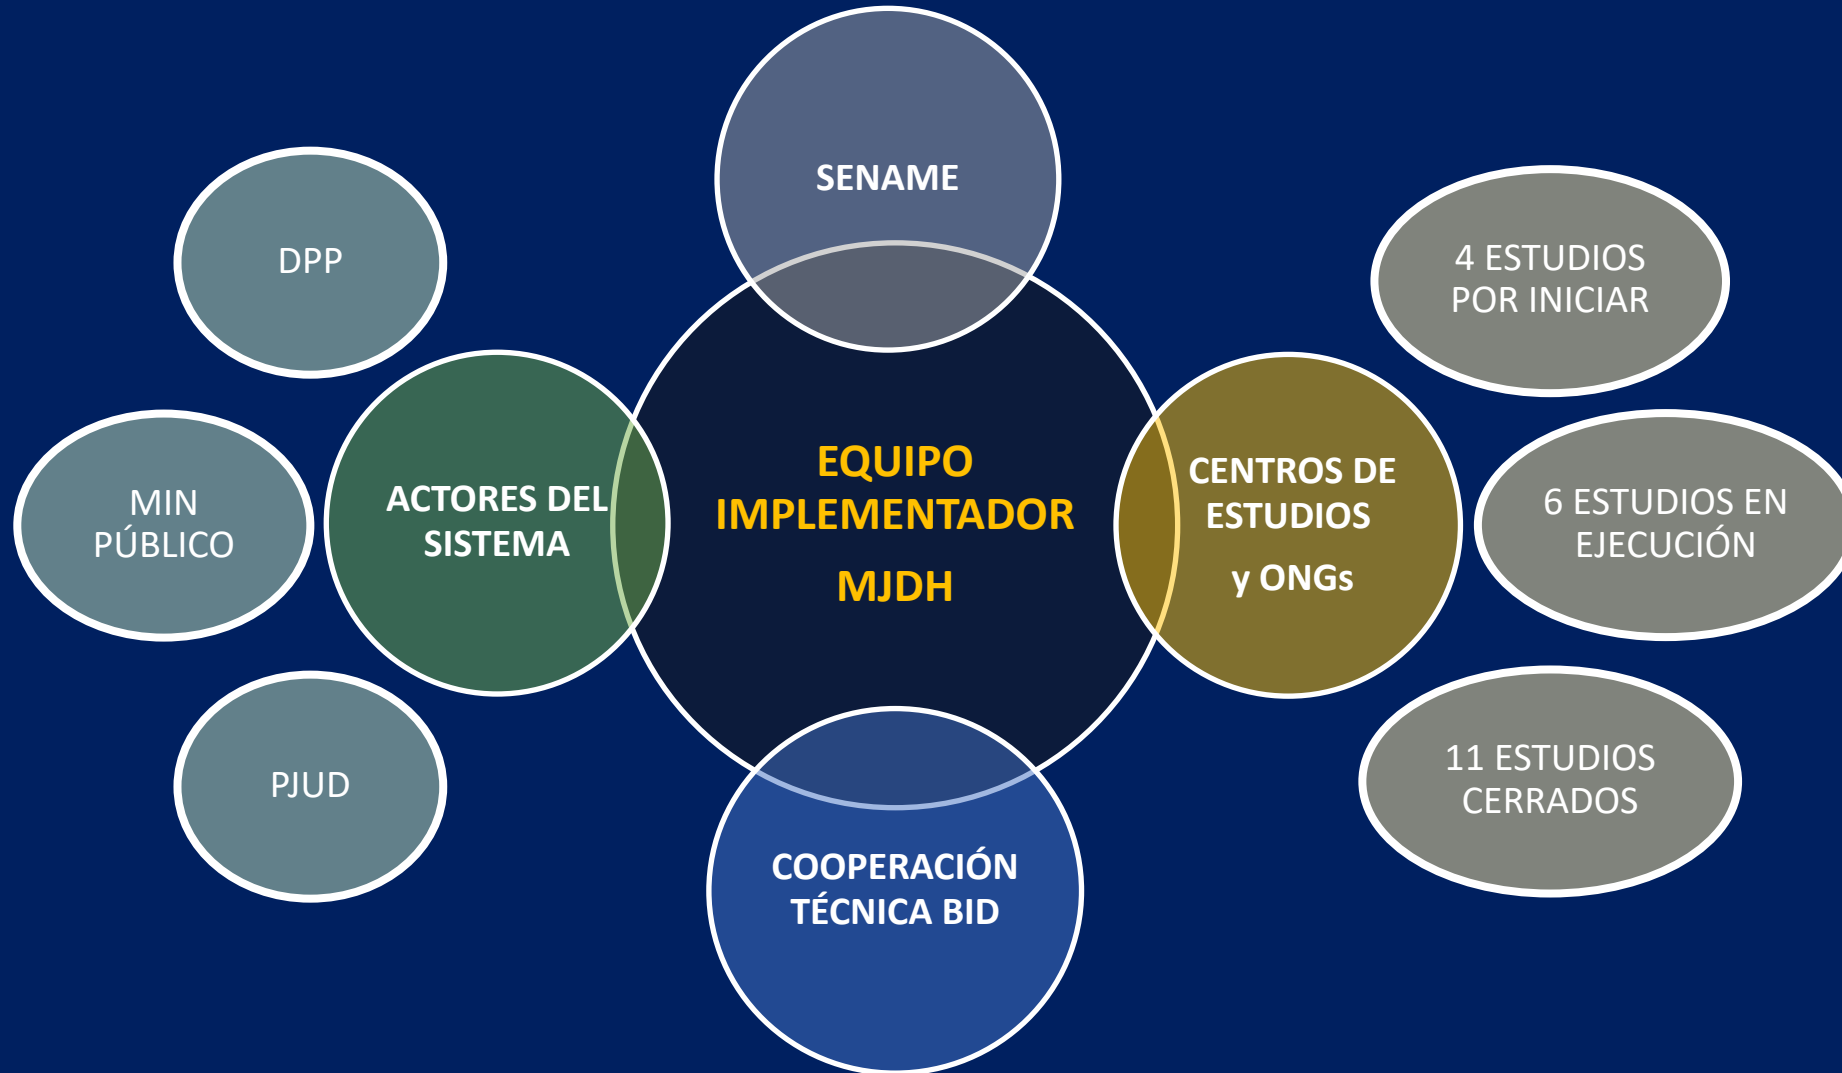 SENAME
DPP
MIN
PÚBLICO
PJUD
ACTORES DEL
SISTEMA
EQUIPO
IMPLEMENTADOR
MJDH
CENTROS DE
ESTUDIOS
y ONGs
4 ESTUDIOS
POR INICIAR
6 ESTUDIOS EN
EJECUCIÓN
11 ESTUDIOS
CERRADOS
COOPERACIÓN
TÉCNICA BID